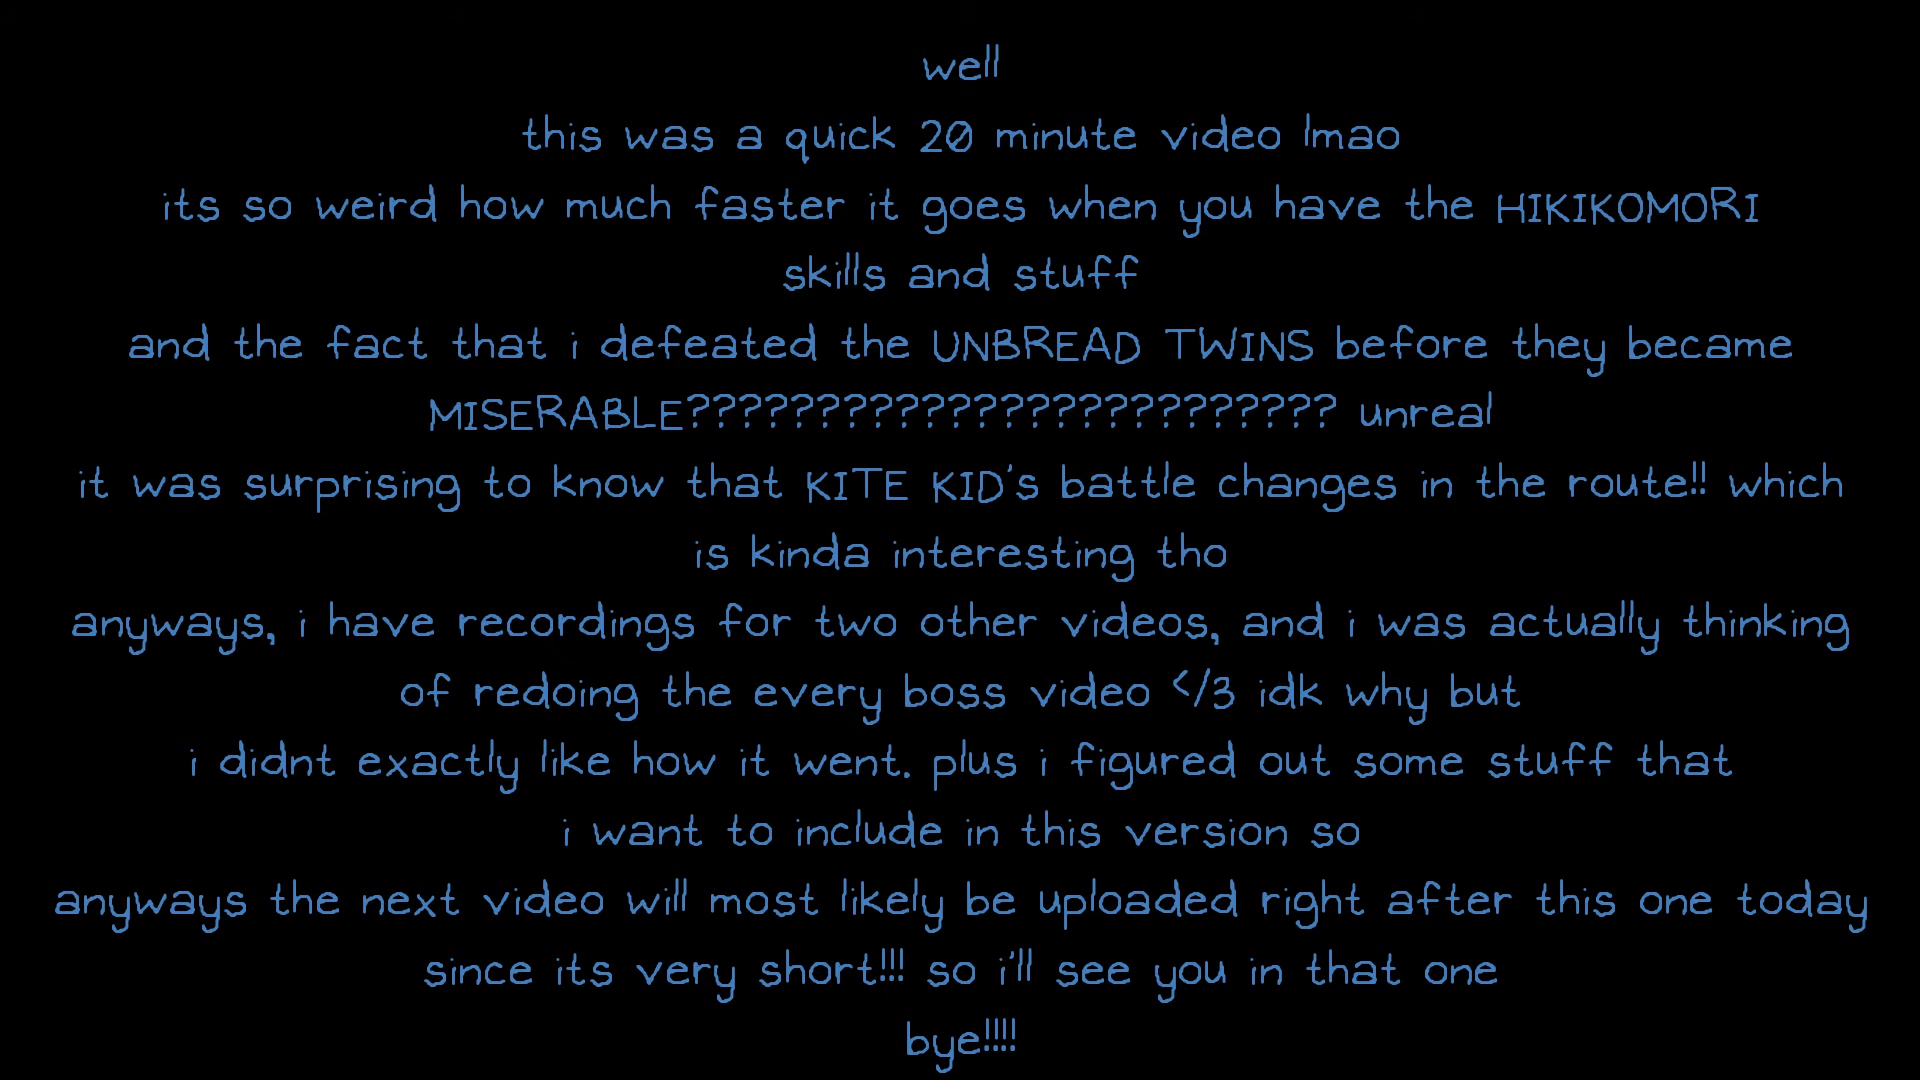 well
this was a quick 20 minute video lmao
its so weird how much faster it goes when you have the HIKIKOMORI
skills and stuff
and the fact that i defeated the UNBREAD TWINS before they became
MISERABLE????????????????????????? unreal
it was surprising to know that KITE KID's battle changes in the route!! which
is kinda interesting tho
anyways, i have recordings for two other videos, and i was actually thinking
of redoing the every boss video </3 idk why but
i didnt exactly like how it went. plus i figured out some stuff that
i want to include in this version so
anyways the next video will most likely be uploaded right after this one today
since its very short!!! so i'll see you in that one
bye!!!!